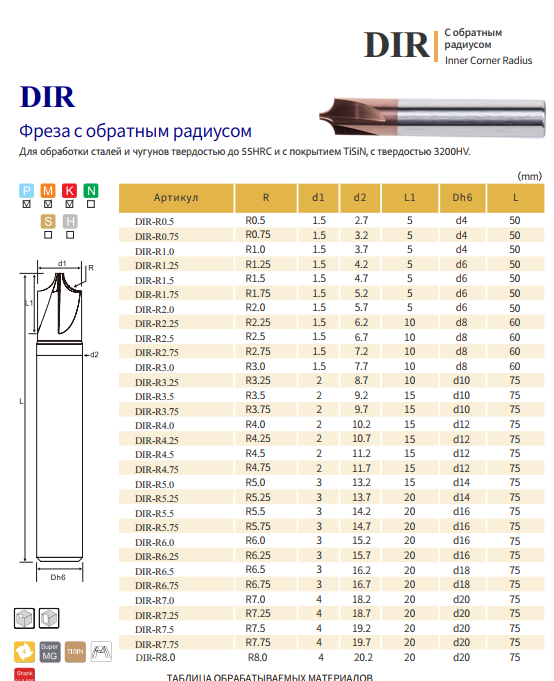 DIR
С обратным
радиусом
Inner Corner Radius
DIR
Фреза с обратным радиусом
Для обработки сталей и чугунов твердостью до 55HRC и с покрытием TiSiN, с твердостью 3200HV.
(mm)
P M K N
S H
d1
R
L1
d2
L
Dh6
Артикул R d1 d2 L1 Dh6 L
DIR-R0.5 R0.5 1.5 2.7 5 d4 50
DIR-R0.75 R0.75 1.5 3.2 5 d4 50
DIR-R1.0 R1.0 1.5 3.7 5 d4 50
DIR-R1.25 R1.25 1.5 4.2 5 d6 50
DIR-R1.5 R1.5 1.5 4.7 5 d6 50
DIR-R1.75 R1.75 1.5 5.2 5 d6 50
DIR-R2.0 R2.0 1.5 5.7 5 d6 50
DIR-R2.25 R2.25 1.5 6.2 10 d8 60
DIR-R2.5 R2.5 1.5 6.7 10 d8 60
DIR-R2.75 R2.75 1.5 7.2 10 d8 60
DIR-R3.0 R3.0 1.5 7.7 10 d8 60
DIR-R3.25 R3.25 2 8.7 10 d10 75
DIR-R3.5 R3.5 2 9.2 15 d10 75
DIR-R3.75 R3.75 2 9.7 15 d10 75
DIR-R4.0 R4.0 2 10.2 15 d12 75
DIR-R4.25 R4.25 2 10.7 15 d12 75
DIR-R4.5 R4.5 2 11.2 15 d12 75
DIR-R4.75 R4.75 2 11.7 15 d12 75
DIR-R5.0 R5.0 3 13.2 15 d14 75
DIR-R5.25 R5.25 3 13.7 20 d14 75
DIR-R5.5 R5.5 3 14.2 20 d16 75
DIR-R5.75 R5.75 3 14.7 20 d16 75
DIR-R6.0 R6.0 3 15.2 20 d16 75
DIR-R6.25 R6.25 3 15.7 20 d16 75
DIR-R6.5 R6.5 3 16.2 20 d18 75
DIR-R6.75 R6.75 3 16.7 20 d18 75
DIR-R7.0 R7.0 4 18.2 20 d20 75
DIR-R7.25 R7.25 4 18.7 20 d20 75
DIR-R7.5 R7.5 4 19.2 20 d20 75
DIR-R7.75 R7.75 4 19.7 20 d20 75
DIR-R8.0 R8.0 4 20.2 20 d20 75
Super
MG
TISIN
Shank
ТАБЛИЦА ОБРАБАТЫВАЕМЫХ МАТЕРИАЛОВ